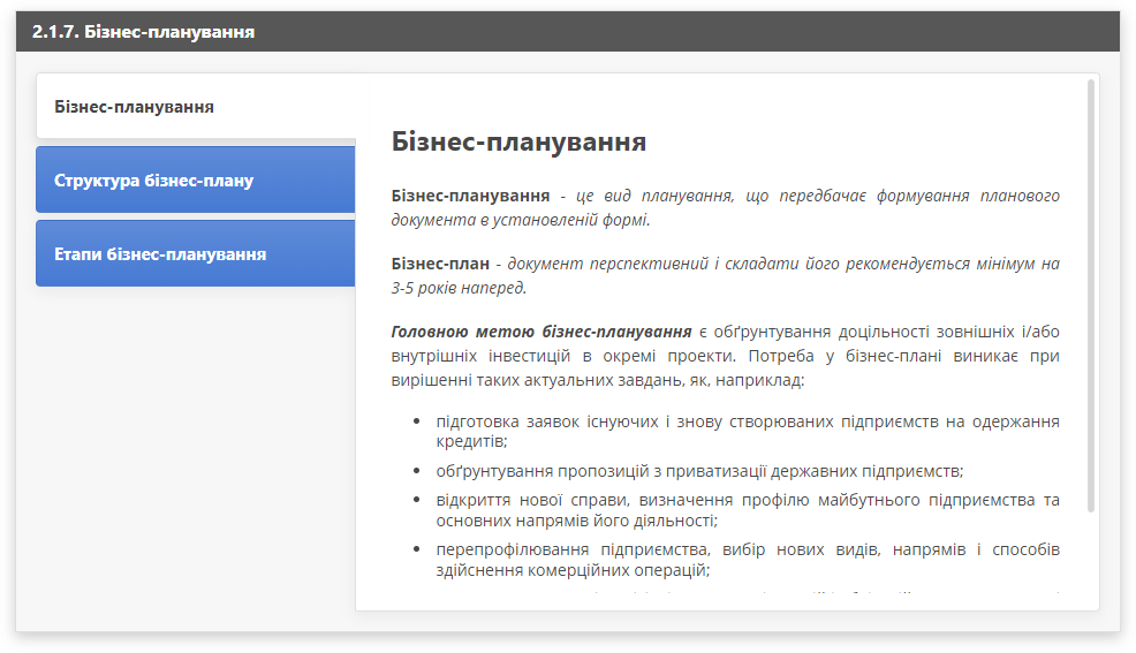 2.1.7. Бізнес-планування
Бізнес-планування
Структура бізнес-плану
Етапи бізнес-планування
Бізнес-планування
Бізнес-планування - це вид планування, що передбачає формування планового
документа в установленій формі.
Бізнес-план - документ перспективний і складати його рекомендується мінімум на
3-5 років наперед.
Головною метою бізнес-планування є обґрунтування доцільності зовнішніх і/або
внутрішніх інвестицій в окремі проекти. Потреба у бізнес-плані виникає при
вирішенні таких актуальних завдань, як, наприклад:
• підготовка заявок існуючих і знову створюваних підприємств на одержання
кредитів;
• обґрунтування пропозицій з приватизації державних підприємств;
• відкриття нової справи, визначення профілю майбутнього підприємства та
основних напрямів його діяльності;
• перепрофілювання підприємства, вибір нових видів, напрямів і способів
здійснення комерційних операцій;